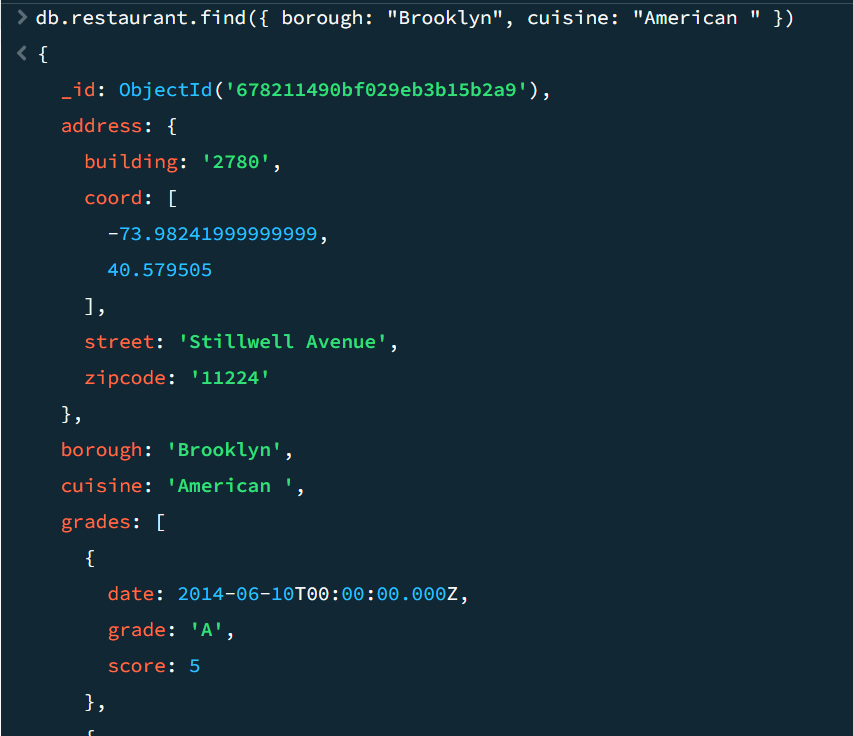 > db.restaurant.find({ borough: "Brooklyn", cuisine: "American " })
< {
_id: ObjectId('678211490bf029eb3b15b2a9'),
address: {
building: '2780',
coord: [
-73.98241999999999,
40.579505
],
street: 'Stillwell Avenue',
zipcode: '11224'
},
borough: 'Brooklyn',
cuisine: 'American ',
grades: [
{
date: 2014-06-10T00:00:00.000Z,
grade: 'A',
score: 5
},